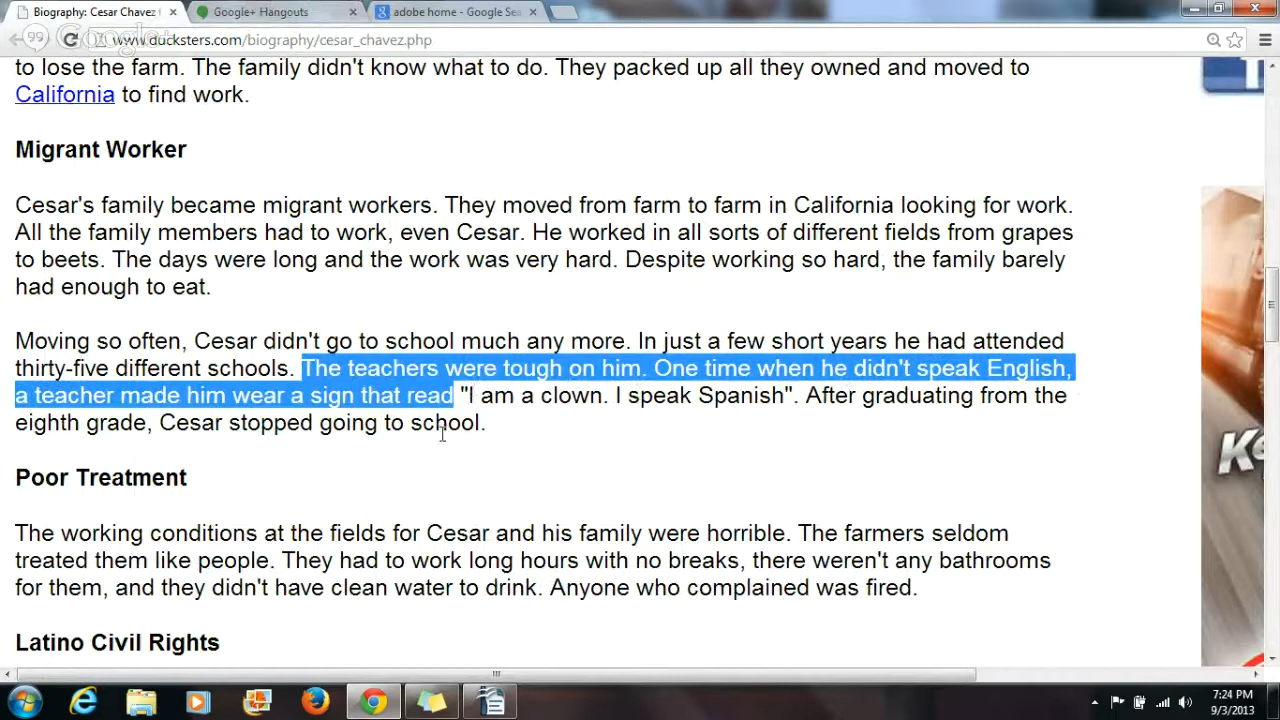 Biography: Cesar Chavez
Google+ Hangouts
adobe home - Google Sea
www.ducksters.com/biography/cesar_chavez.php
to lose the farm. The family didn't know what to do. They packed up all they owned and moved to
California to find work.
Migrant Worker
Cesar's family became migrant workers. They moved from farm to farm in California looking for work.
All the family members had to work, even Cesar. He worked in all sorts of different fields from grapes
to beets. The days were long and the work was very hard. Despite working so hard, the family barely
had enough to eat.
Moving so often, Cesar didn't go to school much any more. In just a few short years he had attended
thirty-five different schools. The teachers were tough on him. One time when he didn't speak English,
a teacher made him wear a sign that read "I am a clown. I speak Spanish". After graduating from the
eighth grade, Cesar stopped going to school.
Poor Treatment
The working conditions at the fields for Cesar and his family were horrible. The farmers seldom
treated them like people. They had to work long hours with no breaks, there weren't any bathrooms
for them, and they didn't have clean water to drink. Anyone who complained was fired.
Latino Civil Rights
7:24 PM
9/3/2013